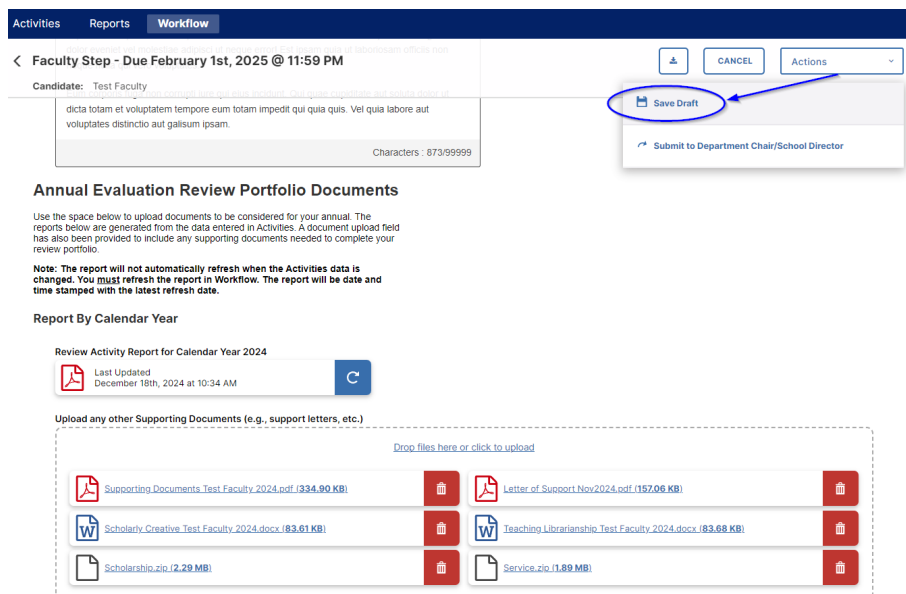 Activities Reports Workflow
Faculty Step - Due February 1st, 2025 @ 11:59 PM
CANCEL
Actions
Candidate: Test Faculty
dicta totam et voluptatem tempore eum totam impedit qui quia quis. Vel quia labore aut
voluptates distinctio aut galisum ipsam.
Characters : 873/99999
Save Draft
Submit to Department Chair/School Director
Annual Evaluation Review Portfolio Documents
Use the space below to upload documents to be considered for your annual. The
reports below are generated from the data entered in Activities. A document upload field
has also been provided to include any supporting documents needed to complete your
review portfolio.
Note: The report will not automatically refresh when the Activities data is
changed. You must refresh the report in Workflow. The report will be date and
time stamped with the latest refresh date.
Report By Calendar Year
Review Activity Report for Calendar Year 2024
Last Updated
December 18th, 2024 at 10:34 AM
Upload any other Supporting Documents (e.g., support letters, etc.)
Drop files here or click to upload
Supporting Documents Test Faculty 2024.pdf (334.90 KB)
Letter of Support Nov2024.pdf (157.06 KB)
Scholarly Creative Test Faculty 2024.docx (83.61 KB)
Teaching Librarianship Test Faculty 2024.docx (83.68 KB)
Scholarship.zip (2.29 MB)
Service.zip (1.89 MB)